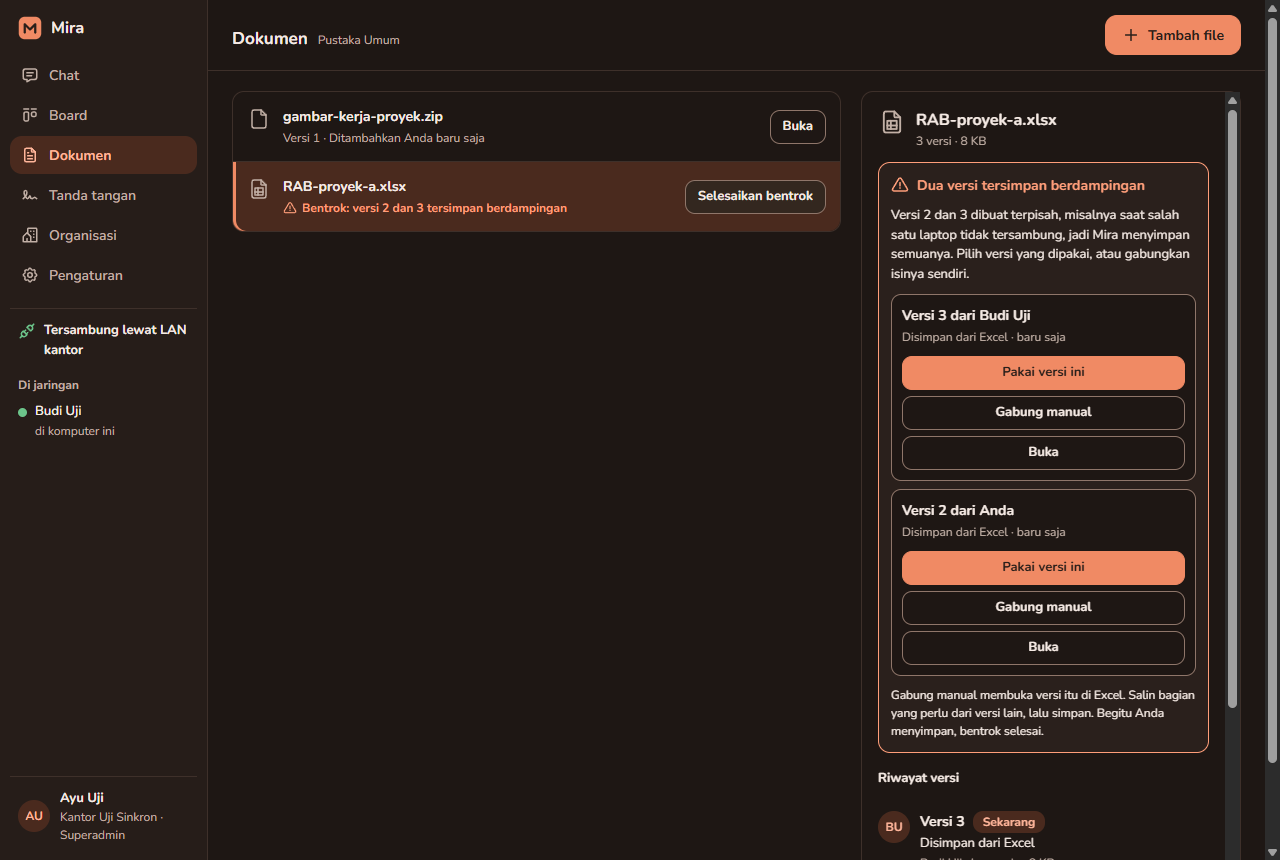 Mira
Chat
Board
Dokumen
Tanda tangan
Organisasi
Pengaturan
Tersambung lewat LAN
kantor
Di jaringan
Budi Uji
di komputer ini
AU
Ayu Uji
Kantor Uji Sinkron ·
Superadmin
Dokumen Pustaka Umum
Tambah file
gambar-kerja-proyek.zip
Versi 1 · Ditambahkan Anda baru saja
Buka
RAB-proyek-a.xlsx
Bentrok: versi 2 dan 3 tersimpan berdampingan
Selesaikan bentrok
RAB-proyek-a.xlsx
3 versi · 8 KB
Dua versi tersimpan berdampingan
Versi 2 dan 3 dibuat terpisah, misalnya saat salah
satu laptop tidak tersambung, jadi Mira menyimpan
semuanya. Pilih versi yang dipakai, atau gabungkan
isinya sendiri.
Versi 3 dari Budi Uji
Disimpan dari Excel · baru saja
Pakai versi ini
Gabung manual
Buka
Versi 2 dari Anda
Disimpan dari Excel · baru saja
Pakai versi ini
Gabung manual
Buka
Gabung manual membuka versi itu di Excel. Salin bagian
yang perlu dari versi lain, lalu simpan. Begitu Anda
menyimpan, bentrok selesai.
Riwayat versi
BU
Versi 3 Sekarang
Disimpan dari Excel